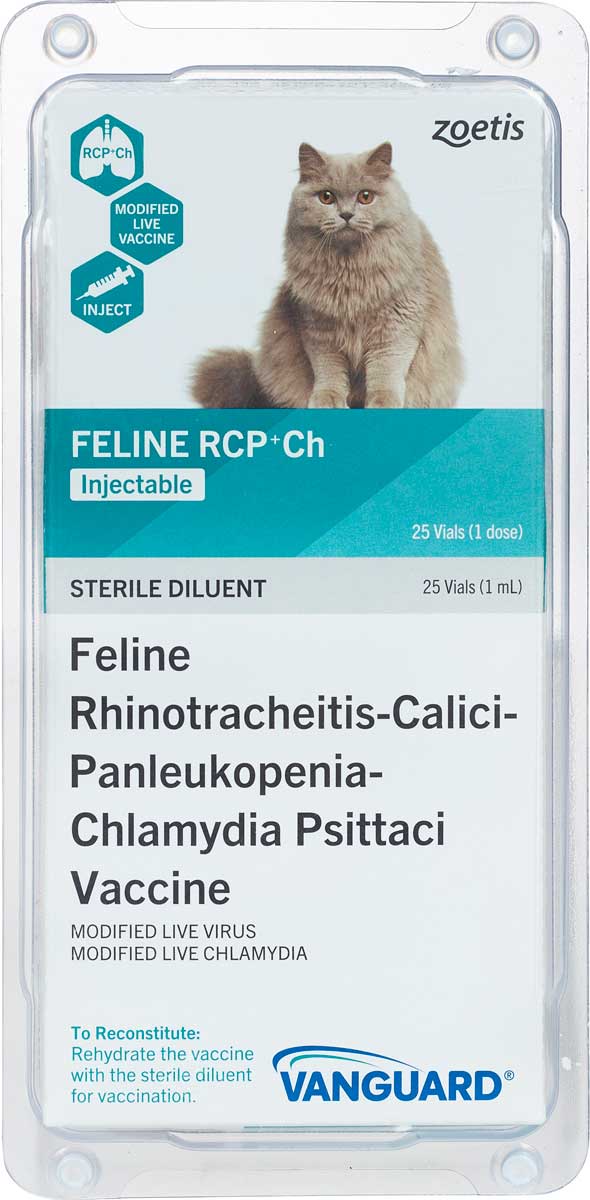 zoetis
RCP+Ch
MODIFIED
LIVE
VACCINE
INJECT
FELINE RCP+Ch
Injectable
25 Vials (1 dose)
STERILE DILUENT 25 Vials (1 mL)
Feline
Rhinotracheitis-Calici-
Panleukopenia-
Chlamydia Psittaci
Vaccine
MODIFIED LIVE VIRUS
MODIFIED LIVE CHLAMYDIA
To Reconstitute:
Rehydrate the vaccine
with the sterile diluent
for vaccination.
VANGUARD®